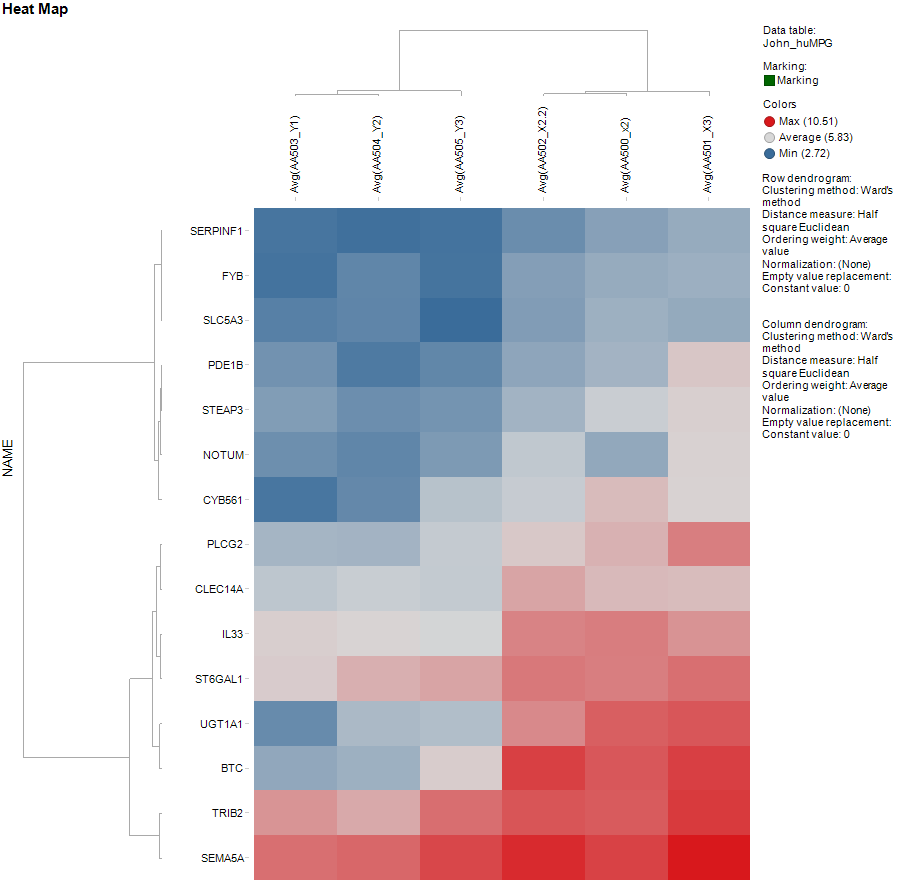 Heat Map
Data table:
John_huMPG
Marking:
Marking
Colors
Max (10.51)
Average (5.83)
Min (2.72)
Row dendrogram:
Clustering method: Ward's
method
Distance measure: Half
square Euclidean
Ordering weight: Average
value
Normalization: (None)
Empty value replacement:
Constant value: 0
Column dendrogram:
Clustering method: Ward's
method
Distance measure: Half
square Euclidean
Ordering weight: Average
value
Normalization: (None)
Empty value replacement:
Constant value: 0
Avg(AA503_Y1)
Avg(AA504_Y2)
Avg(AA505_Y3)
Avg(AA502_X2.2)
Avg(AA500_x2)
Avg(AA501_X3)
NAME
SERPINF1
FYB
SLC5A3
PDE1B
STEAP3
NOTUM
CYB561
PLCG2
CLEC14A
IL33
ST6GAL1
UGT1A1
BTC
TRIB2
SEMA5A